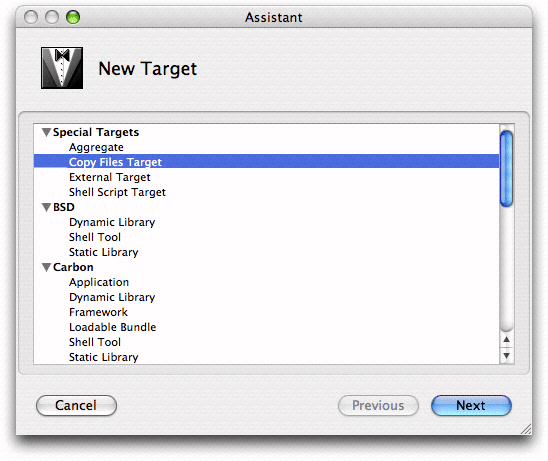 Assistant
New Target
Special Targets
Aggregate
Copy Files Target
External Target
Shell Script Target
BSD
Dynamic Library
Shell Tool
Static Library
Carbon
Application
Dynamic Library
Framework
Loadable Bundle
Shell Tool
Static Library
Cancel
Previous
Next